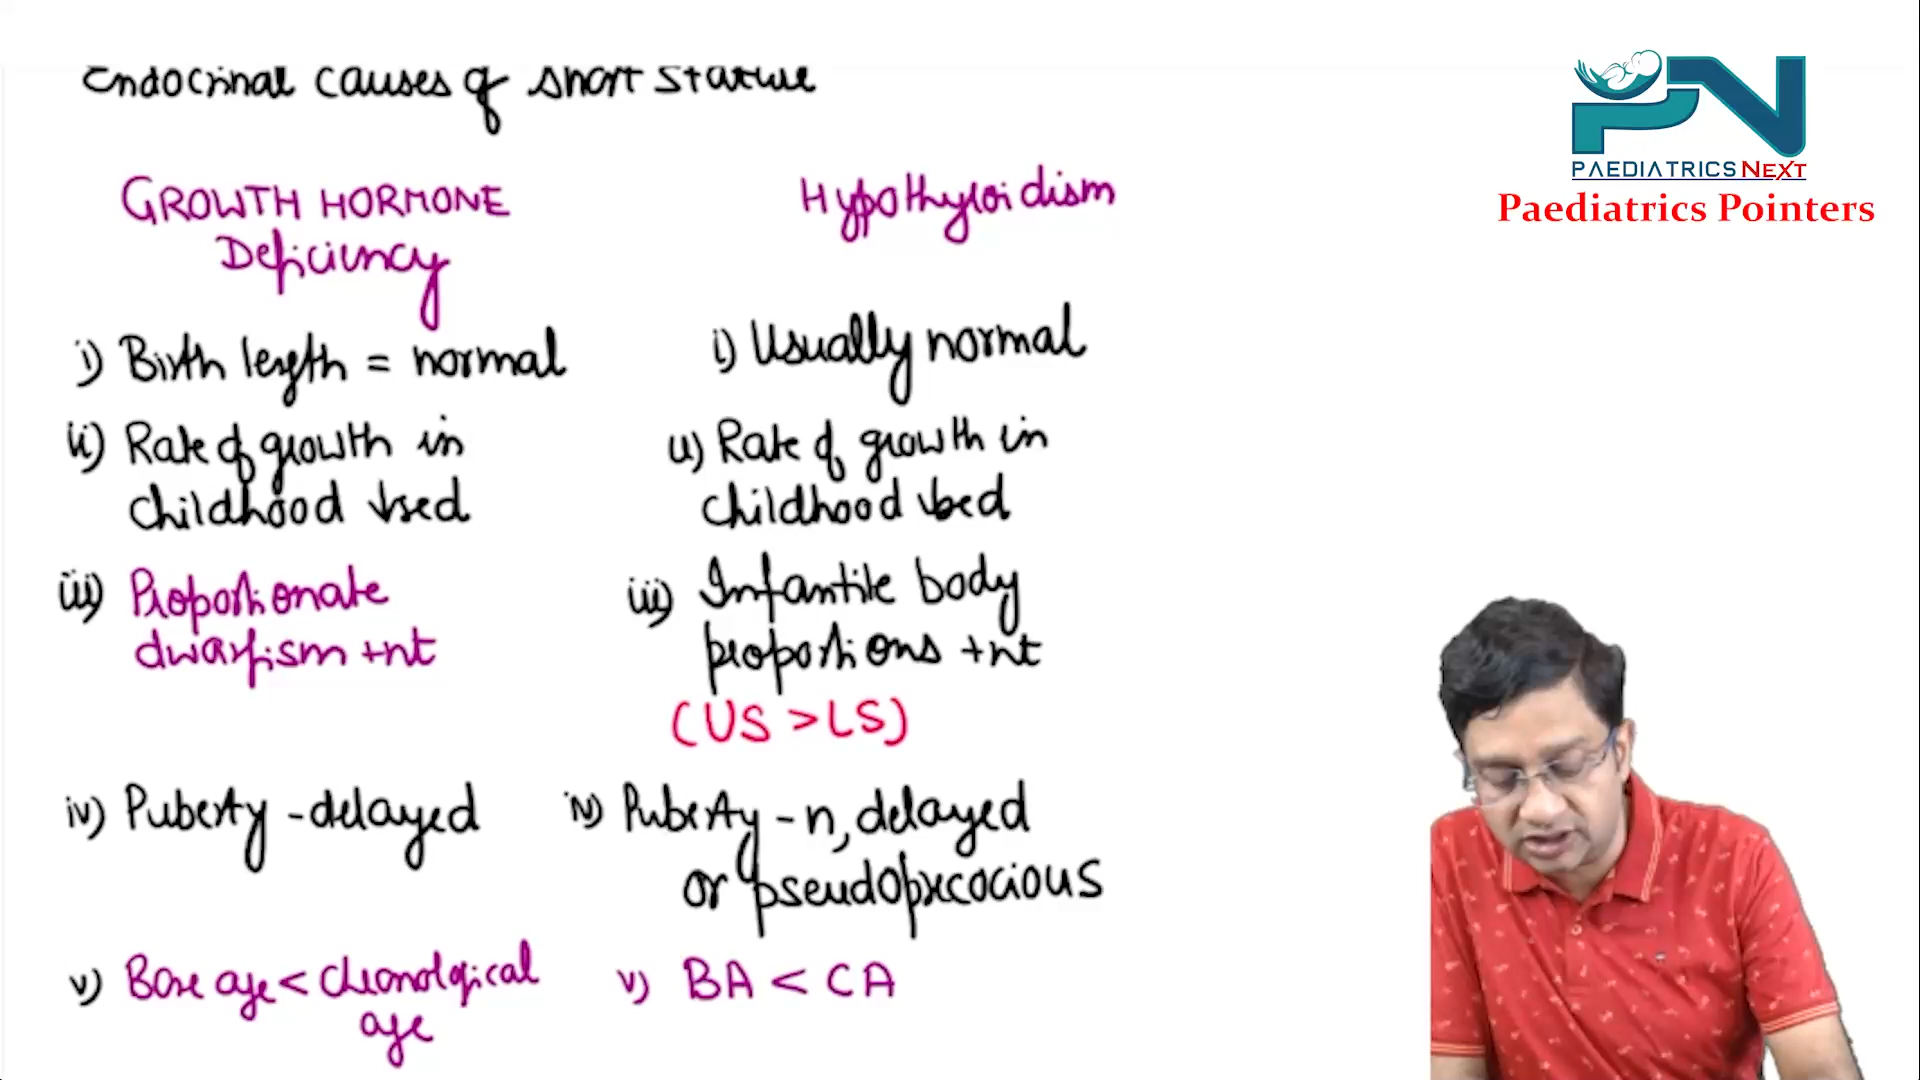 Endocrinal causes of short stature
PAEDIATRICS NEXT
Paediatrics Pointers
GROWTH HORMONE
Deficiency
i) Birth length = normal
ii) Rate of growth in
childhood ↓sed
iii) Proportionate
dwarfism +nt
iv) Puberty - delayed
v) Bone age < chronological
age
Hypothyroidism
i) Usually normal
ii) Rate of growth in
childhood ↓sed
iii) Infantile body
proportions +nt
(US > LS)
iv) Puberty - n, delayed
or pseudoprecocious
v) BA < CA